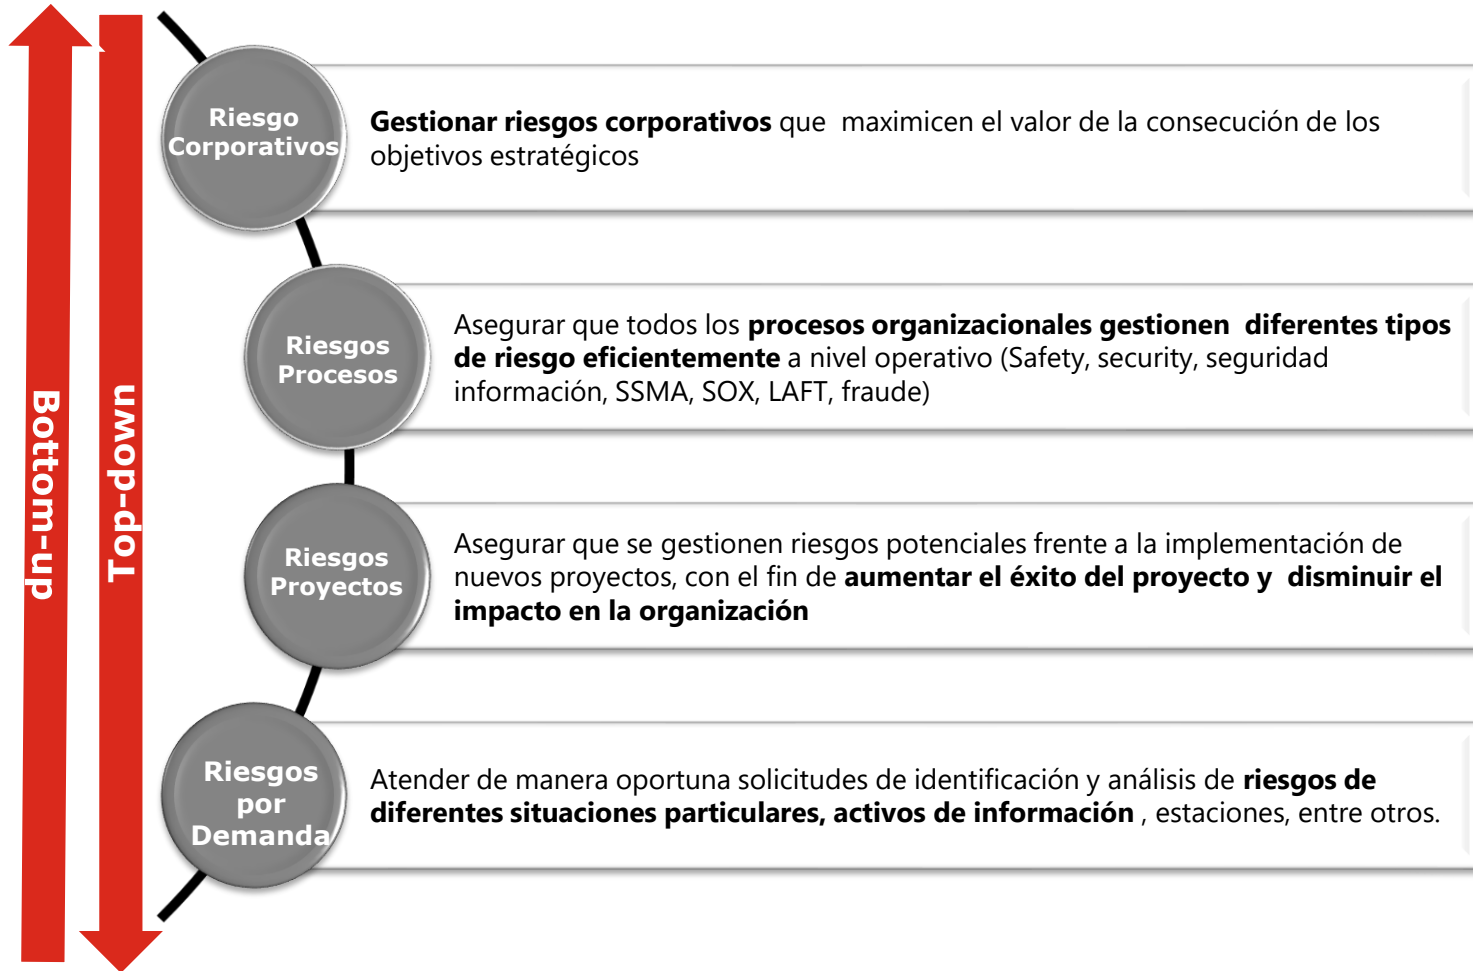 Bottom-up
Top-down
Riesgo
Corporativos
Gestionar riesgos corporativos que maximicen el valor de la consecución de los
objetivos estratégicos
Riesgos
Procesos
Asegurar que todos los procesos organizacionales gestionen diferentes tipos
de riesgo eficientemente a nivel operativo (Safety, security, seguridad
información, SSMA, SOX, LAFT, fraude)
Riesgos
Proyectos
Asegurar que se gestionen riesgos potenciales frente a la implementación de
nuevos proyectos, con el fin de aumentar el éxito del proyecto y disminuir el
impacto en la organización
Riesgos
por
Demanda
Atender de manera oportuna solicitudes de identificación y análisis de riesgos de
diferentes situaciones particulares, activos de información , estaciones, entre otros.